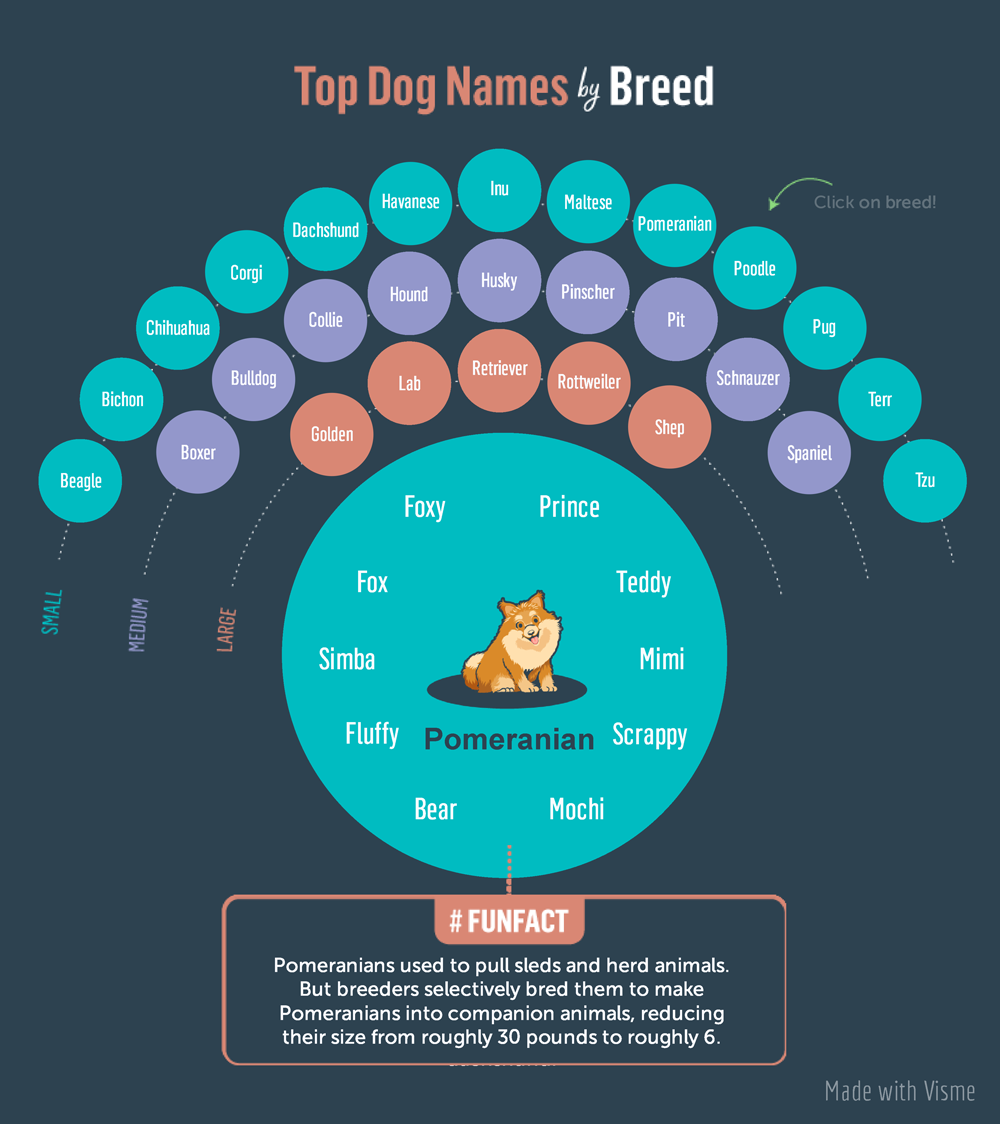 Top Dog Names by Breed
Click on breed!
Beagle
Bichon
Chihuahua
Corgi
Dachshund
Havanese
Inu
Maltese
Pomeranian
Poodle
Pug
Terr
Tzu
Boxer
Bulldog
Collie
Hound
Husky
Pinscher
Pit
Schnauzer
Spaniel
Golden
Lab
Retriever
Rottweiler
Shep
SMALL
MEDIUM
LARGE
Foxy
Prince
Fox
Teddy
Simba
Mimi
Fluffy
Pomeranian
Scrappy
Bear
Mochi
# FUNFACT
Pomeranians used to pull sleds and herd animals.
But breeders selectively bred them to make
Pomeranians into companion animals, reducing
their size from roughly 30 pounds to roughly 6.
Made with Visme